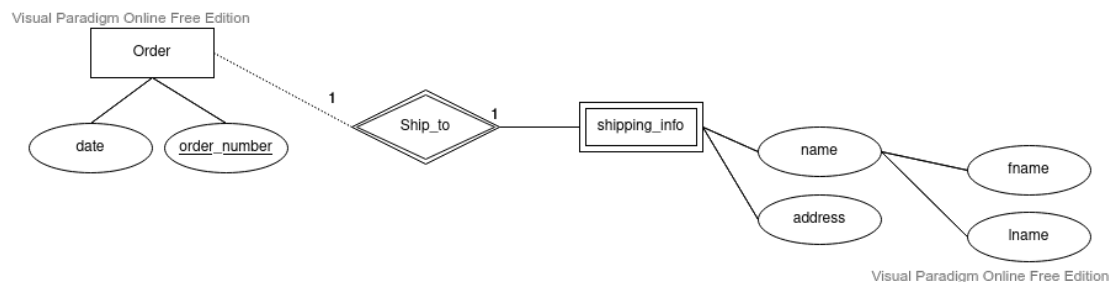 Visual Paradigm Online Free Edition
Order
1
1
Ship_to
shipping_info
date
order_number
name
fname
address
lname
Visual Paradigm Online Free Edition